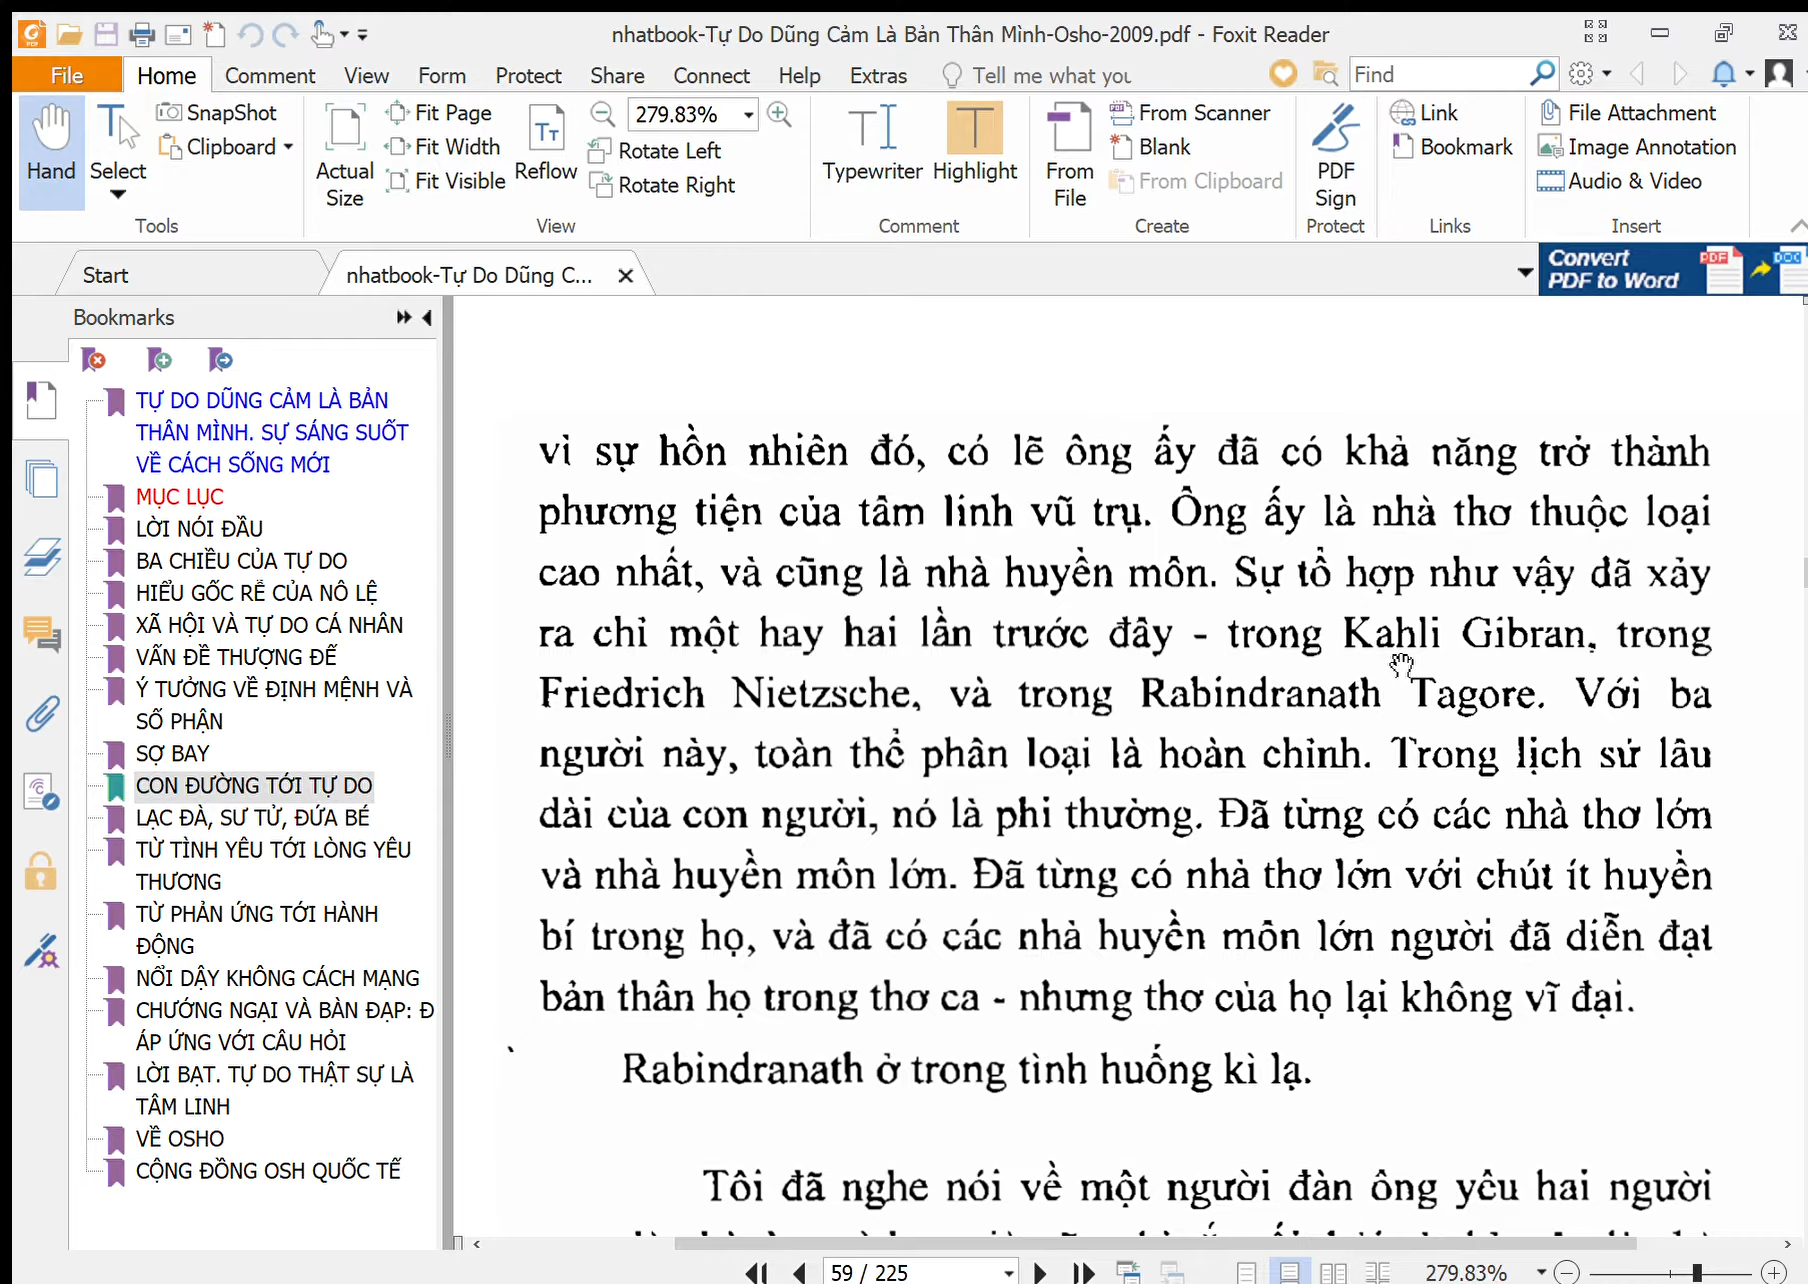 nhatbook-Tự Do Dũng Cảm Là Bản Thân Mình-Osho-2009.pdf - Foxit Reader
File Home Comment View Form Protect Share Connect Help Extras Tell me what you Find
Hand
Select
SnapShot
Clipboard
Tools
Actual Size
Fit Page
Fit Width
Fit Visible
Reflow
279.83%
Rotate Left
Rotate Right
View
Typewriter
Highlight
Comment
From File
From Scanner
Blank
From Clipboard
Create
PDF Sign
Protect
Link
Bookmark
Links
File Attachment
Image Annotation
Audio & Video
Insert
Start
nhatbook-Tự Do Dũng C...
Convert
PDF to Word
PDF
DOC
Bookmarks
TỰ DO DŨNG CẢM LÀ BẢN
THÂN MÌNH. SỰ SÁNG SUỐT
VỀ CÁCH SỐNG MỚI
MỤC LỤC
LỜI NÓI ĐẦU
BA CHIỀU CỦA TỰ DO
HIỂU GỐC RỄ CỦA NÔ LỆ
XÃ HỘI VÀ TỰ DO CÁ NHÂN
VẤN ĐỀ THƯỢNG ĐẾ
Ý TƯỞNG VỀ ĐỊNH MỆNH VÀ
SỐ PHẬN
SỢ BAY
CON ĐƯỜNG TỚI TỰ DO
LẠC ĐÀ, SƯ TỬ, ĐỨA BÉ
TỪ TÌNH YÊU TỚI LÒNG YÊU
THƯƠNG
TỪ PHẢN ỨNG TỚI HÀNH
ĐỘNG
NỔI DẬY KHÔNG CÁCH MẠNG
CHƯỚNG NGẠI VÀ BÀN ĐẠP: Đ
ÁP ỨNG VỚI CÂU HỎI
LỜI BẠT. TỰ DO THẬT SỰ LÀ
TÂM LINH
VỀ OSHO
CỘNG ĐỒNG OSH QUỐC TẾ
vì sự hồn nhiên đó, có lẽ ông ấy đã có khả năng trở thành
phương tiện của tâm linh vũ trụ. Ông ấy là nhà thơ thuộc loại
cao nhất, và cũng là nhà huyền môn. Sự tổ hợp như vậy đã xảy
ra chỉ một hay hai lần trước đây - trong Kahli Gibran, trong
Friedrich Nietzsche, và trong Rabindranath Tagore. Với ba
người này, toàn thể phân loại là hoàn chỉnh. Trong lịch sử lâu
dài của con người, nó là phi thường. Đã từng có các nhà thơ lớn
và nhà huyền môn lớn. Đã từng có nhà thơ lớn với chút ít huyền
bí trong họ, và đã có các nhà huyền môn lớn người đã diễn đạt
bản thân họ trong thơ ca - nhưng thơ của họ lại không vĩ đại.
Rabindranath ở trong tình huống kì lạ.
Tôi đã nghe nói về một người đàn ông yêu hai người
59 / 225
279.83%